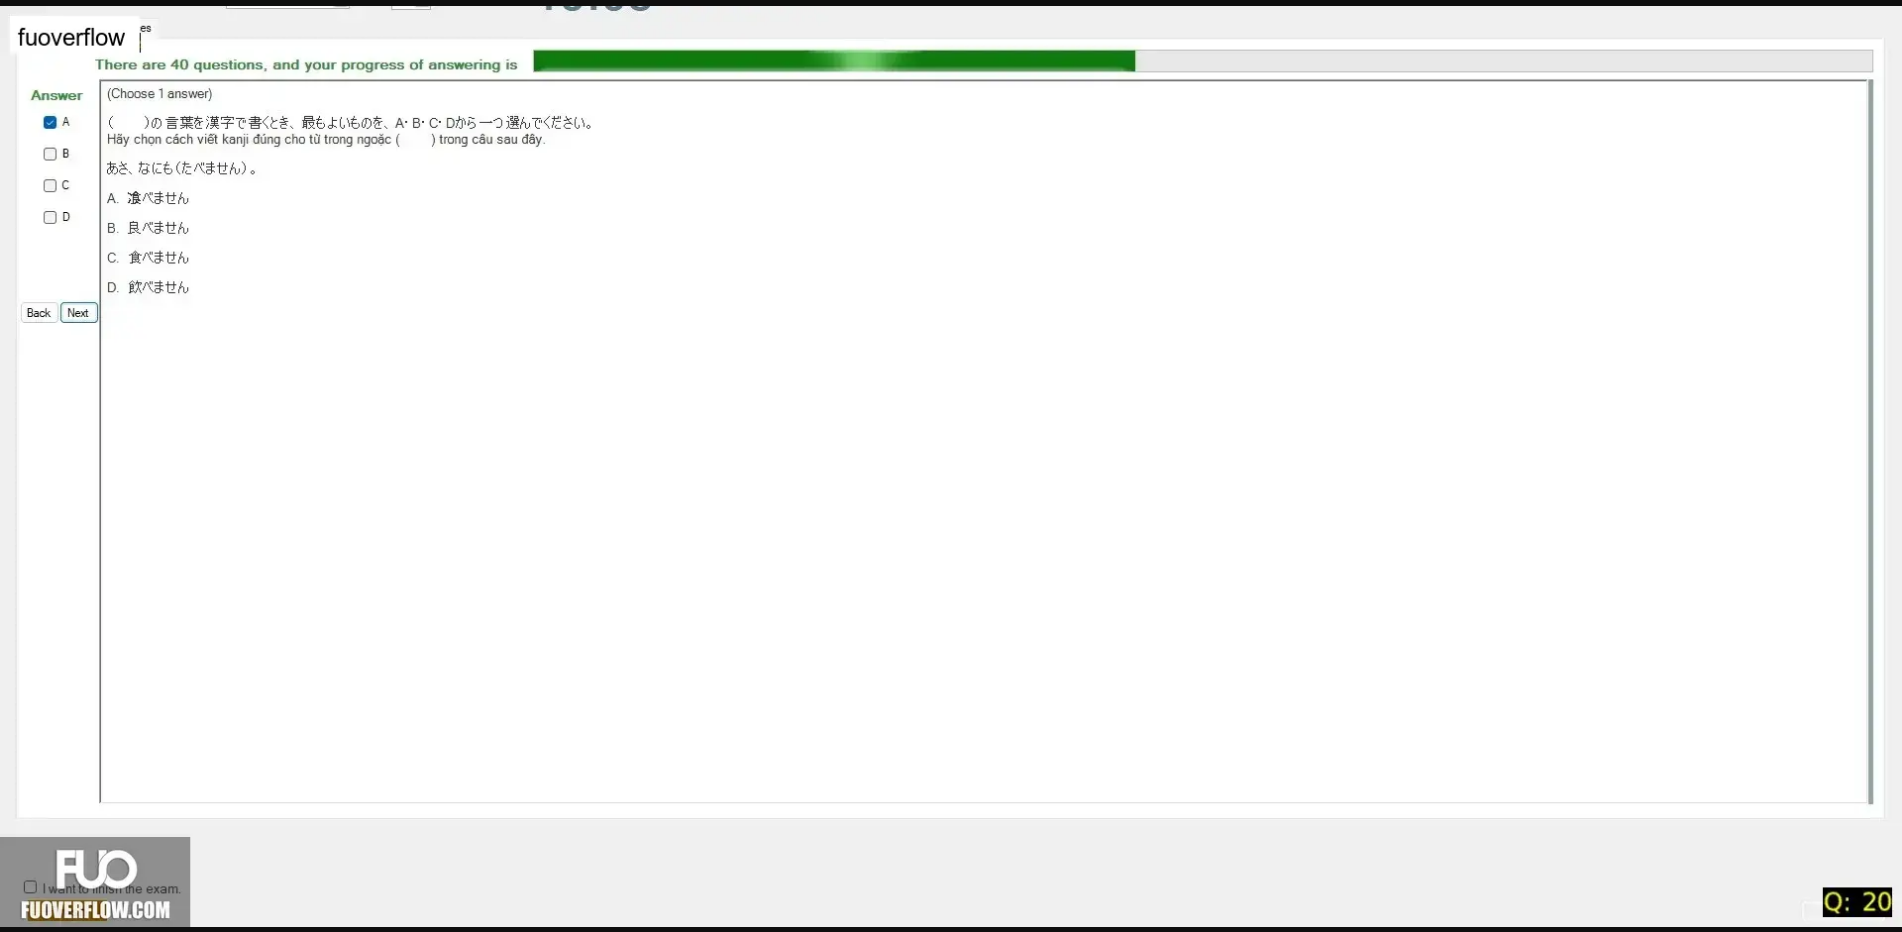 fuoverflow
es
There are 40 questions, and your progress of answering is
Answer
A
B
C
D
Back
Next
(Choose 1 answer)
(　　)の言葉を漢字で書くとき、最もよいものを、A・B・C・Dから一つ選んでください。
Hãy chọn cách viết kanji đúng cho từ trong ngoặc (　　) trong câu sau đây.
あさ、なにも(たべません)。
A. 飡べません
B. 良べません
C. 食べません
D. 飲べません
FUO
I want to finish the exam.
FUOVERFLOW.COM
Q: 20